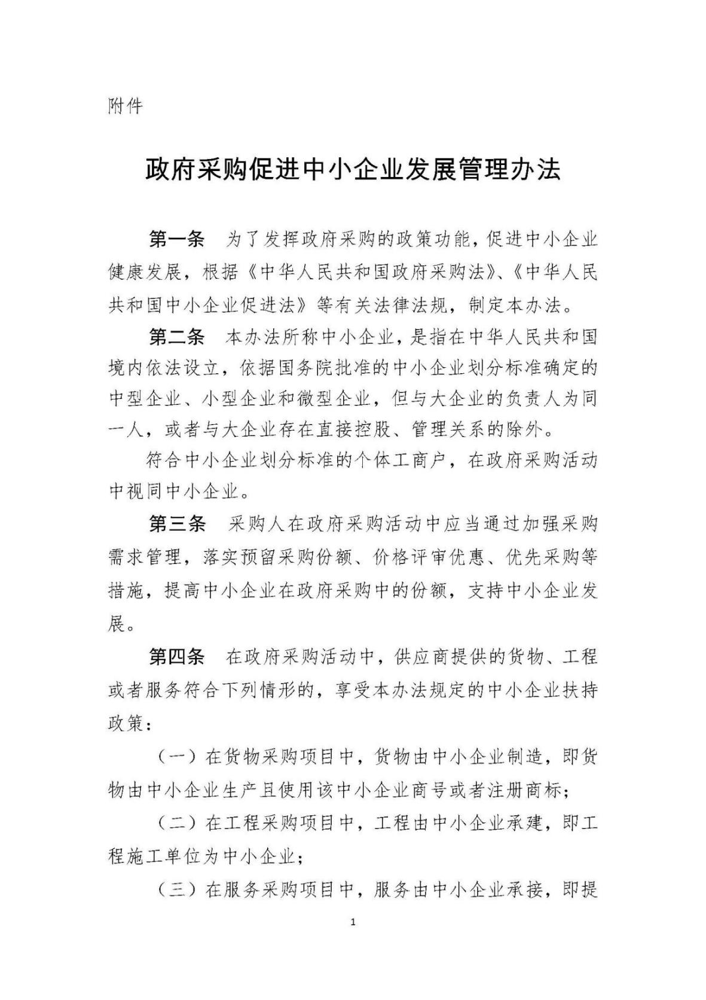 附件
政府采购促进中小企业发展管理办法
第一条 为了发挥政府采购的政策功能，促进中小企业
健康发展，根据《中华人民共和国政府采购法》、《中华人民
共和国中小企业促进法》等有关法律法规，制定本办法。
第二条 本办法所称中小企业，是指在中华人民共和国
境内依法设立，依据国务院批准的中小企业划分标准确定的
中型企业、小型企业和微型企业，但与大企业的负责人为同
一人，或者与大企业存在直接控股、管理关系的除外。
符合中小企业划分标准的个体工商户，在政府采购活动
中视同中小企业。
第三条 采购人在政府采购活动中应当通过加强采购
需求管理，落实预留采购份额、价格评审优惠、优先采购等
措施，提高中小企业在政府采购中的份额，支持中小企业发
展。
第四条 在政府采购活动中，供应商提供的货物、工程
或者服务符合下列情形的，享受本办法规定的中小企业扶持
政策：
（一）在货物采购项目中，货物由中小企业制造，即货
物由中小企业生产且使用该中小企业商号或者注册商标；
（二）在工程采购项目中，工程由中小企业承建，即工
程施工单位为中小企业；
（三）在服务采购项目中，服务由中小企业承接，即提
1